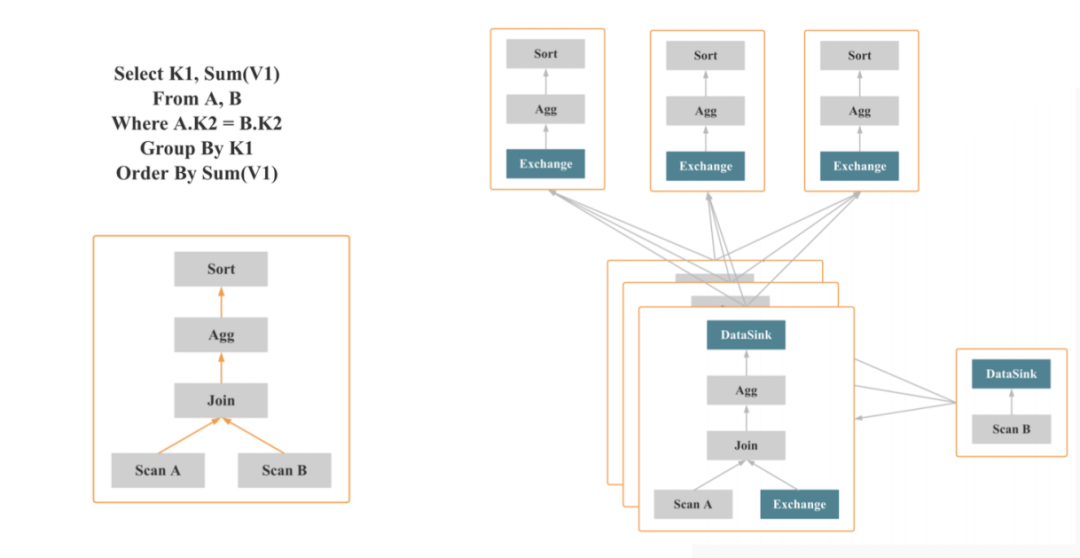 Select K1, Sum(V1)
From A, B
Where A.K2 = B.K2
Group By K1
Order By Sum(V1)
Sort
Agg
Join
Scan A
Scan B
Sort
Agg
Exchange
Sort
Agg
Exchange
Sort
Agg
Exchange
DataSink
Agg
Join
Scan A
Exchange
DataSink
Scan B